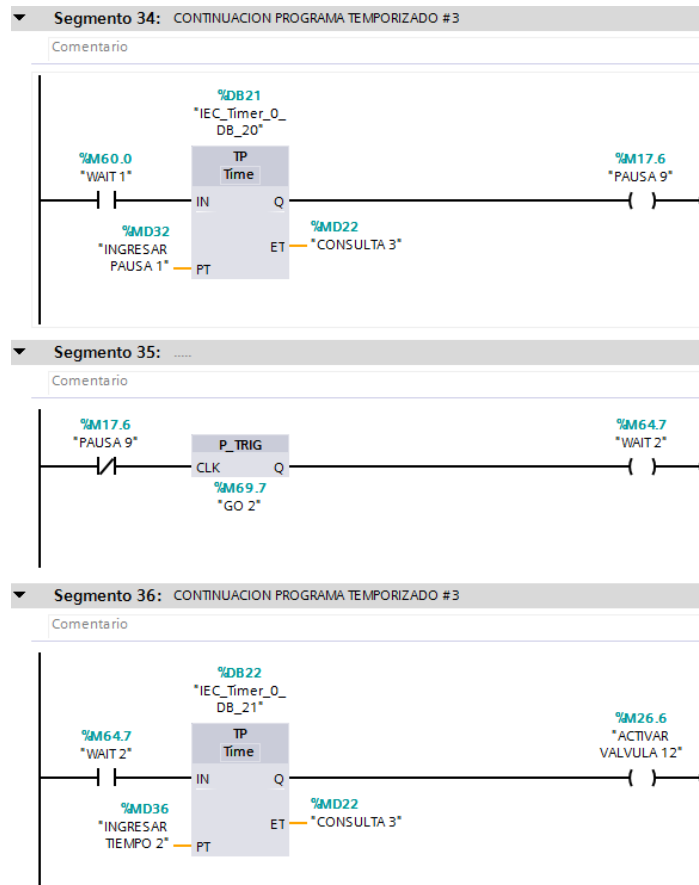 Segmento 34: CONTINUACION PROGRAMA TEMPORIZADO #3
Comentario
%DB21
"IEC_Timer_0_
DB_20"
%M60.0
"WAIT 1"
TP
Time
%M17.6
"PAUSA 9"
IN
Q
%MD32
"INGRESAR
PAUSA 1"
PT
ET
%MD22
"CONSULTA 3"
Segmento 35: .....
Comentario
%M17.6
"PAUSA 9"
P_TRIG
%M64.7
"WAIT 2"
CLK
Q
%M69.7
"GO 2"
Segmento 36: CONTINUACION PROGRAMA TEMPORIZADO #3
Comentario
%DB22
"IEC_Timer_0_
DB_21"
%M64.7
"WAIT 2"
TP
Time
%M26.6
"ACTIVAR
VALVULA 12"
IN
Q
%MD36
"INGRESAR
TIEMPO 2"
PT
ET
%MD22
"CONSULTA 3"